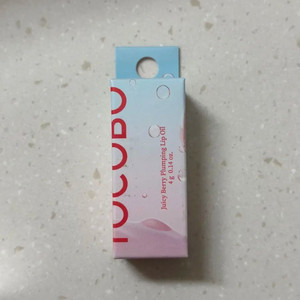 TOCOBO
Juicy Berry Plumping Lip Oil
4 g 0.14 oz.